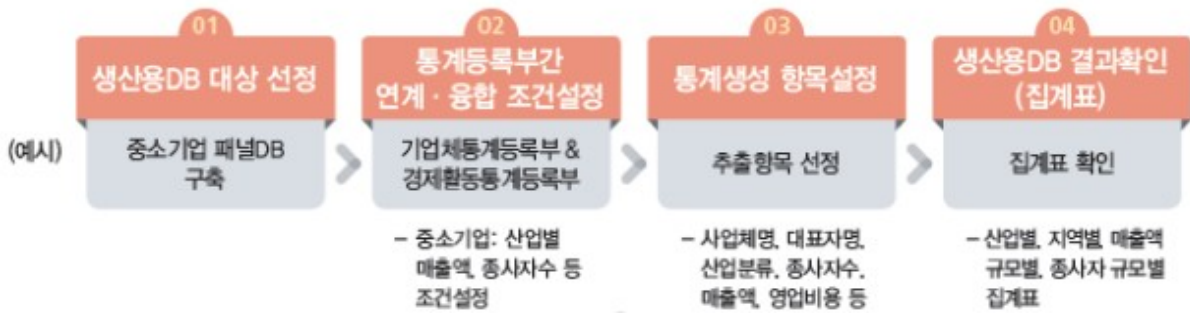 01
생산용DB 대상 선정
02
통계등록부간
연계 · 융합 조건설정
03
통계생성 항목설정
04
생산용DB 결과확인
(집계표)
(예시)
중소기업 패널DB
구축
기업체통계등록부 &
경제활동통계등록부
추출항목 선정
집계표 확인
– 중소기업: 산업별
매출액, 종사자수 등
조건설정
– 사업체명, 대표자명,
산업분류, 종사자수,
매출액, 영업비용 등
– 산업별, 지역별, 매출액
규모별, 종사자 규모별
집계표